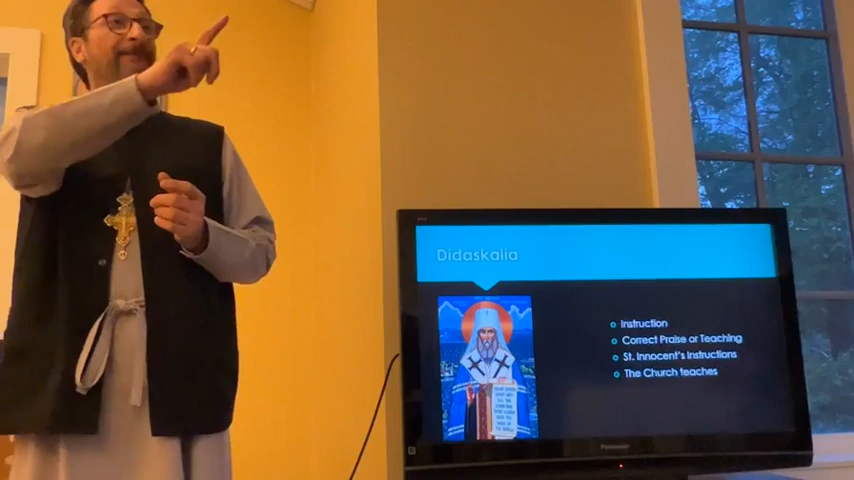 Didaskalia
Instruction
Correct Praise or Teaching
St. Innocent's Instructions
The Church teaches
Panasonic